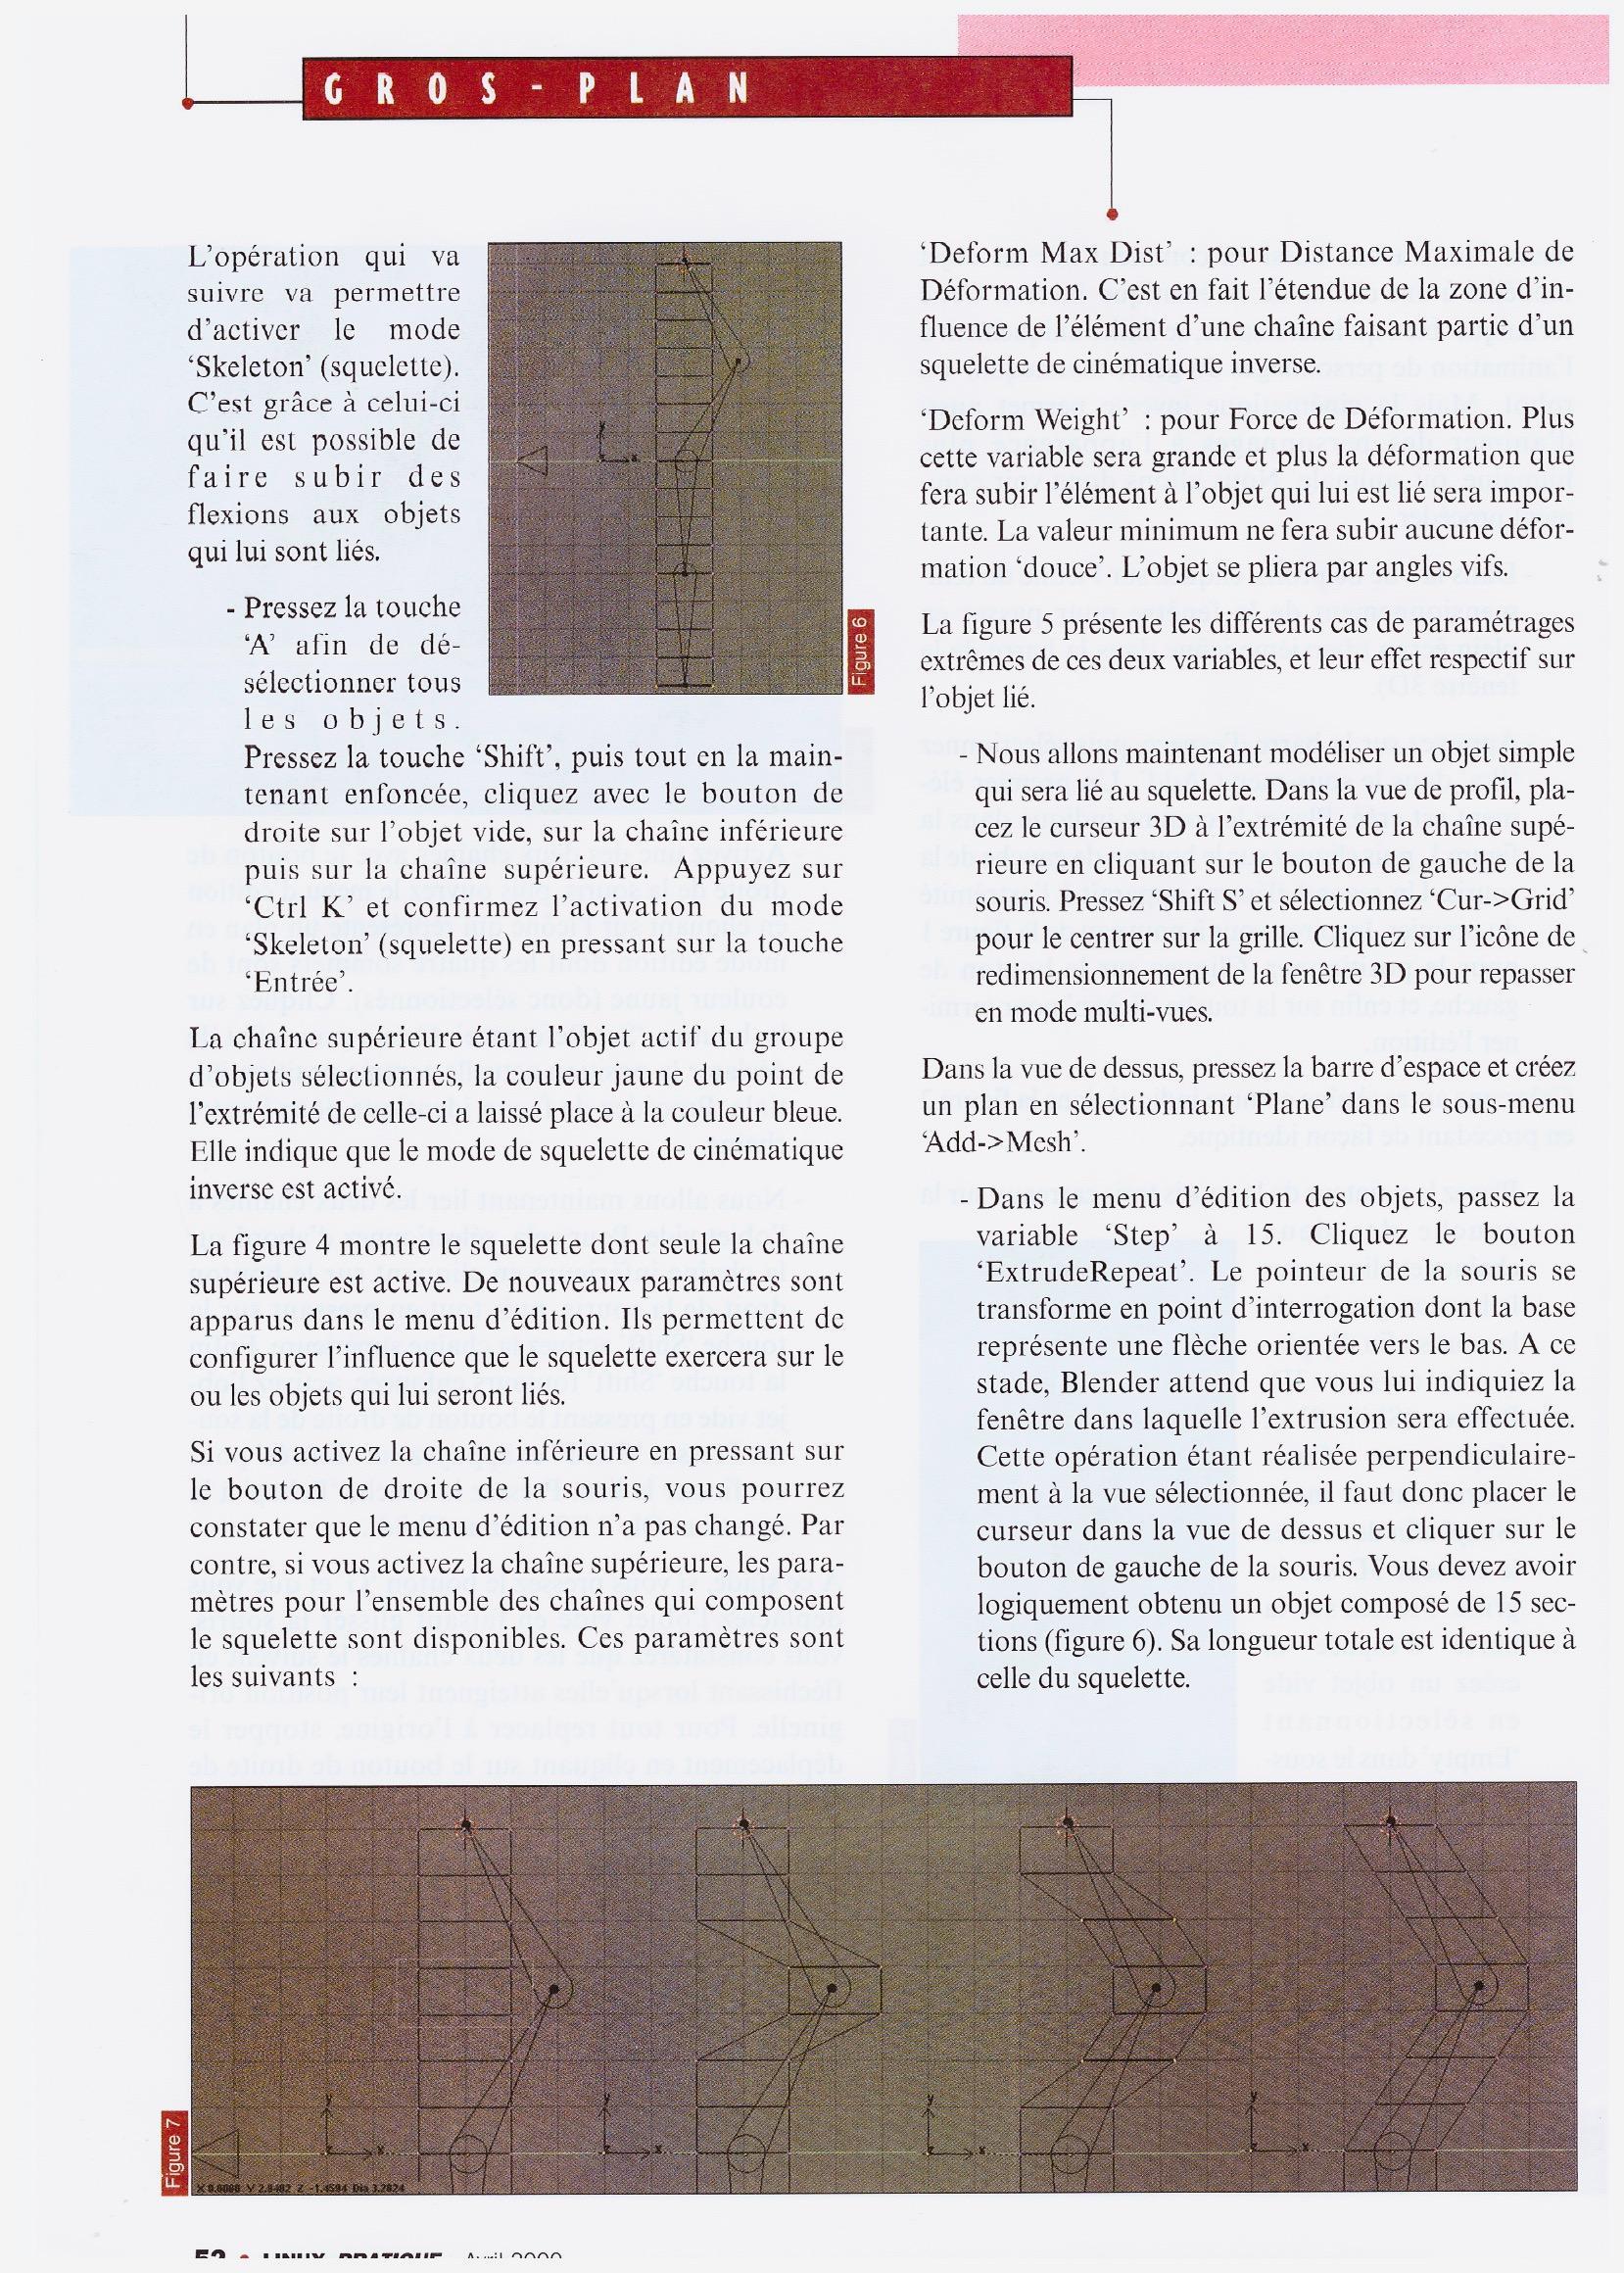 GROS-PLAN
L'opération qui va
suivre va permettre
d'activer le mode
‘Skeleton’ (squelette).
C'est grâce à celui-ci
qu'il est possible de
faire subir des
flexions aux objets
qui lui sont liés.
- Pressez la touche
‘A’ afin de dé-
sélectionner tous
les objets.
Pressez la touche ‘Shift’, puis tout en la main-
tenant enfoncée, cliquez avec le bouton de
droite sur l'objet vide, sur la chaîne inférieure
puis sur la chaîne supérieure. Appuyez sur
‘Ctrl K’ et confirmez l'activation du mode
‘Skeleton’ (squelette) en pressant sur la touche
‘Entrée’.
La chaîne supérieure étant l'objet actif du groupe
d'objets sélectionnés, la couleur jaune du point de
l'extrémité de celle-ci a laissé place à la couleur bleue.
Elle indique que le mode de squelette de cinématique
inverse est activé.
La figure 4 montre le squelette dont seule la chaîne
supérieure est active. De nouveaux paramètres sont
apparus dans le menu d'édition. Ils permettent de
configurer l'influence que le squelette exercera sur le
ou les objets qui lui seront liés.
Si vous activez la chaîne inférieure en pressant sur
le bouton de droite de la souris, vous pourrez
constater que le menu d'édition n'a pas changé. Par
contre, si vous activez la chaîne supérieure, les para-
mètres pour l'ensemble des chaînes qui composent
le squelette sont disponibles. Ces paramètres sont
les suivants :
Figure 6
‘Deform Max Dist’ : pour Distance Maximale de
Déformation. C'est en fait l'étendue de la zone d'in-
fluence de l'élément d'une chaîne faisant partie d'un
squelette de cinématique inverse.
‘Deform Weight’ : pour Force de Déformation. Plus
cette variable sera grande et plus la déformation que
fera subir l'élément à l'objet qui lui est lié sera impor-
tante. La valeur minimum ne fera subir aucune défor-
mation ‘douce’. L'objet se pliera par angles vifs.
La figure 5 présente les différents cas de paramétrages
extrêmes de ces deux variables, et leur effet respectif sur
l'objet lié.
- Nous allons maintenant modéliser un objet simple
qui sera lié au squelette. Dans la vue de profil, pla-
cez le curseur 3D à l'extrémité de la chaîne supé-
rieure en cliquant sur le bouton de gauche de la
souris. Pressez ‘Shift S’ et sélectionnez ‘Cur->Grid’
pour le centrer sur la grille. Cliquez sur l'icône de
redimensionnement de la fenêtre 3D pour repasser
en mode multi-vues.
Dans la vue de dessus, pressez la barre d'espace et créez
un plan en sélectionnant ‘Plane’ dans le sous-menu
‘Add->Mesh’.
- Dans le menu d'édition des objets, passez la
variable ‘Step’ à 15. Cliquez le bouton
‘ExtrudeRepeat’. Le pointeur de la souris se
transforme en point d'interrogation dont la base
représente une flèche orientée vers le bas. A ce
stade, Blender attend que vous lui indiquiez la
fenêtre dans laquelle l'extrusion sera effectuée.
Cette opération étant réalisée perpendiculaire-
ment à la vue sélectionnée, il faut donc placer le
curseur dans la vue de dessus et cliquer sur le
bouton de gauche de la souris. Vous devez avoir
logiquement obtenu un objet composé de 15 sec-
tions (figure 6). Sa longueur totale est identique à
celle du squelette.
Figure 7
52 • LINUX PRATIQUE Avril 2000